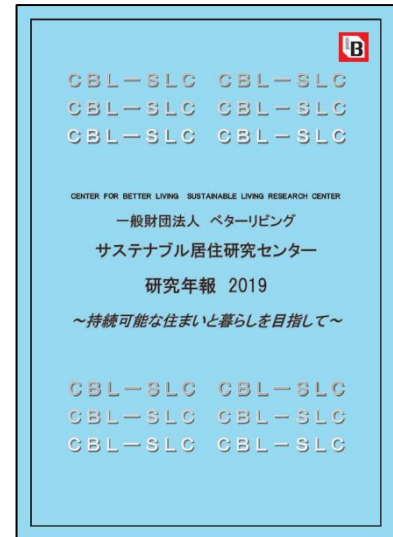 B
CBL－SLC CBL－SLC
CBL－SLC CBL－SLC
CBL－SLC CBL－SLC
CENTER FOR BETTER LIVING SUSTAINABLE LIVING RESEARCH CENTER
一般財団法人 ベターリビング
サステナブル居住研究センター
研究年報 2019
～持続可能な住まいと暮らしを目指して～
CBL－SLC CBL－SLC
CBL－SLC CBL－SLC
CBL－SLC CBL－SLC